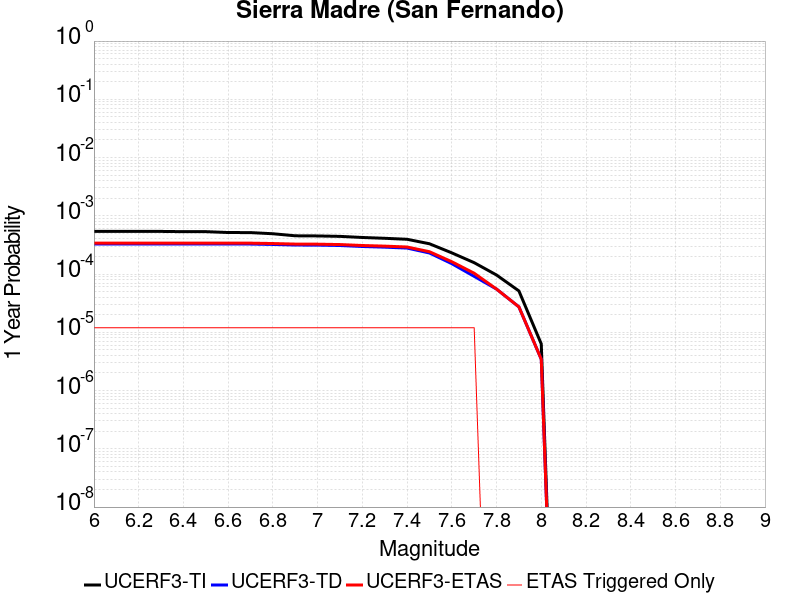 Sierra Madre (San Fernando)
10^0
10^-1
10^-2
10^-3
10^-4
10^-5
10^-6
10^-7
10^-8
1 Year Probability
6 6.2 6.4 6.6 6.8 7 7.2 7.4 7.6 7.8 8 8.2 8.4 8.6 8.8 9
Magnitude
UCERF3-TI UCERF3-TD UCERF3-ETAS ETAS Triggered Only